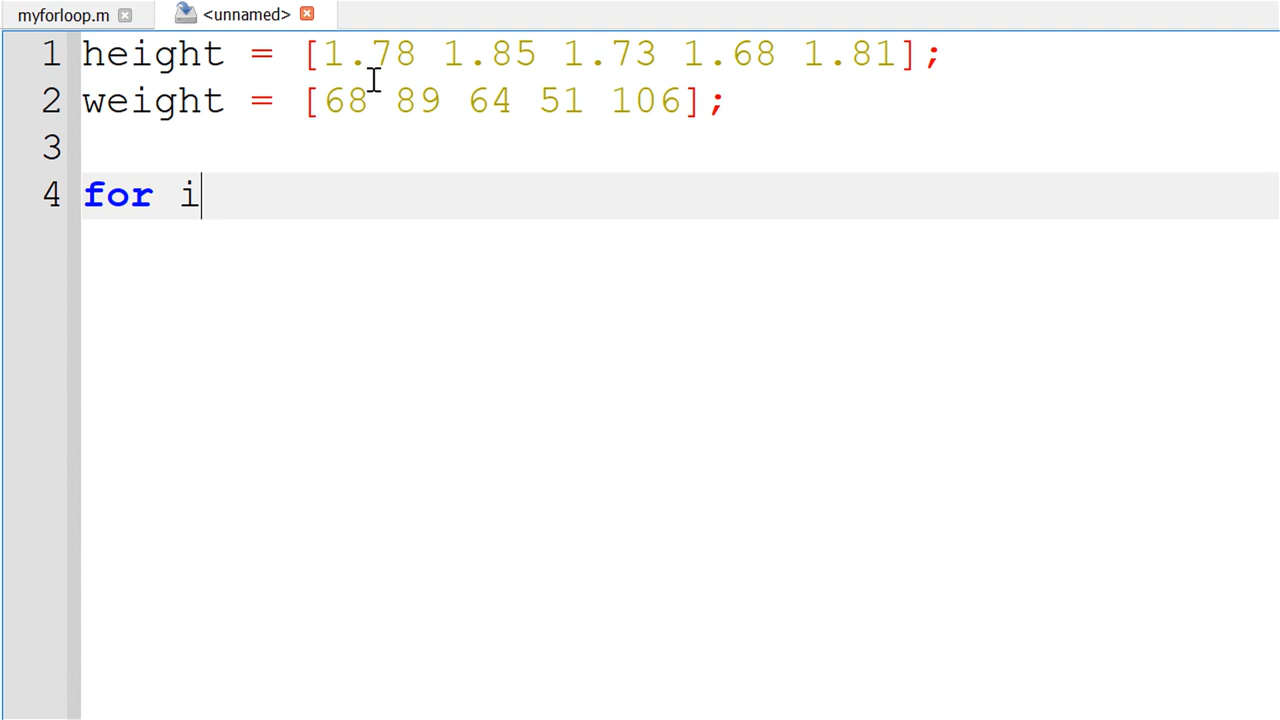 myforloop.m <unnamed>
1 height = [1.78 1.85 1.73 1.68 1.81];
2 weight = [68 89 64 51 106];
3
4 for i